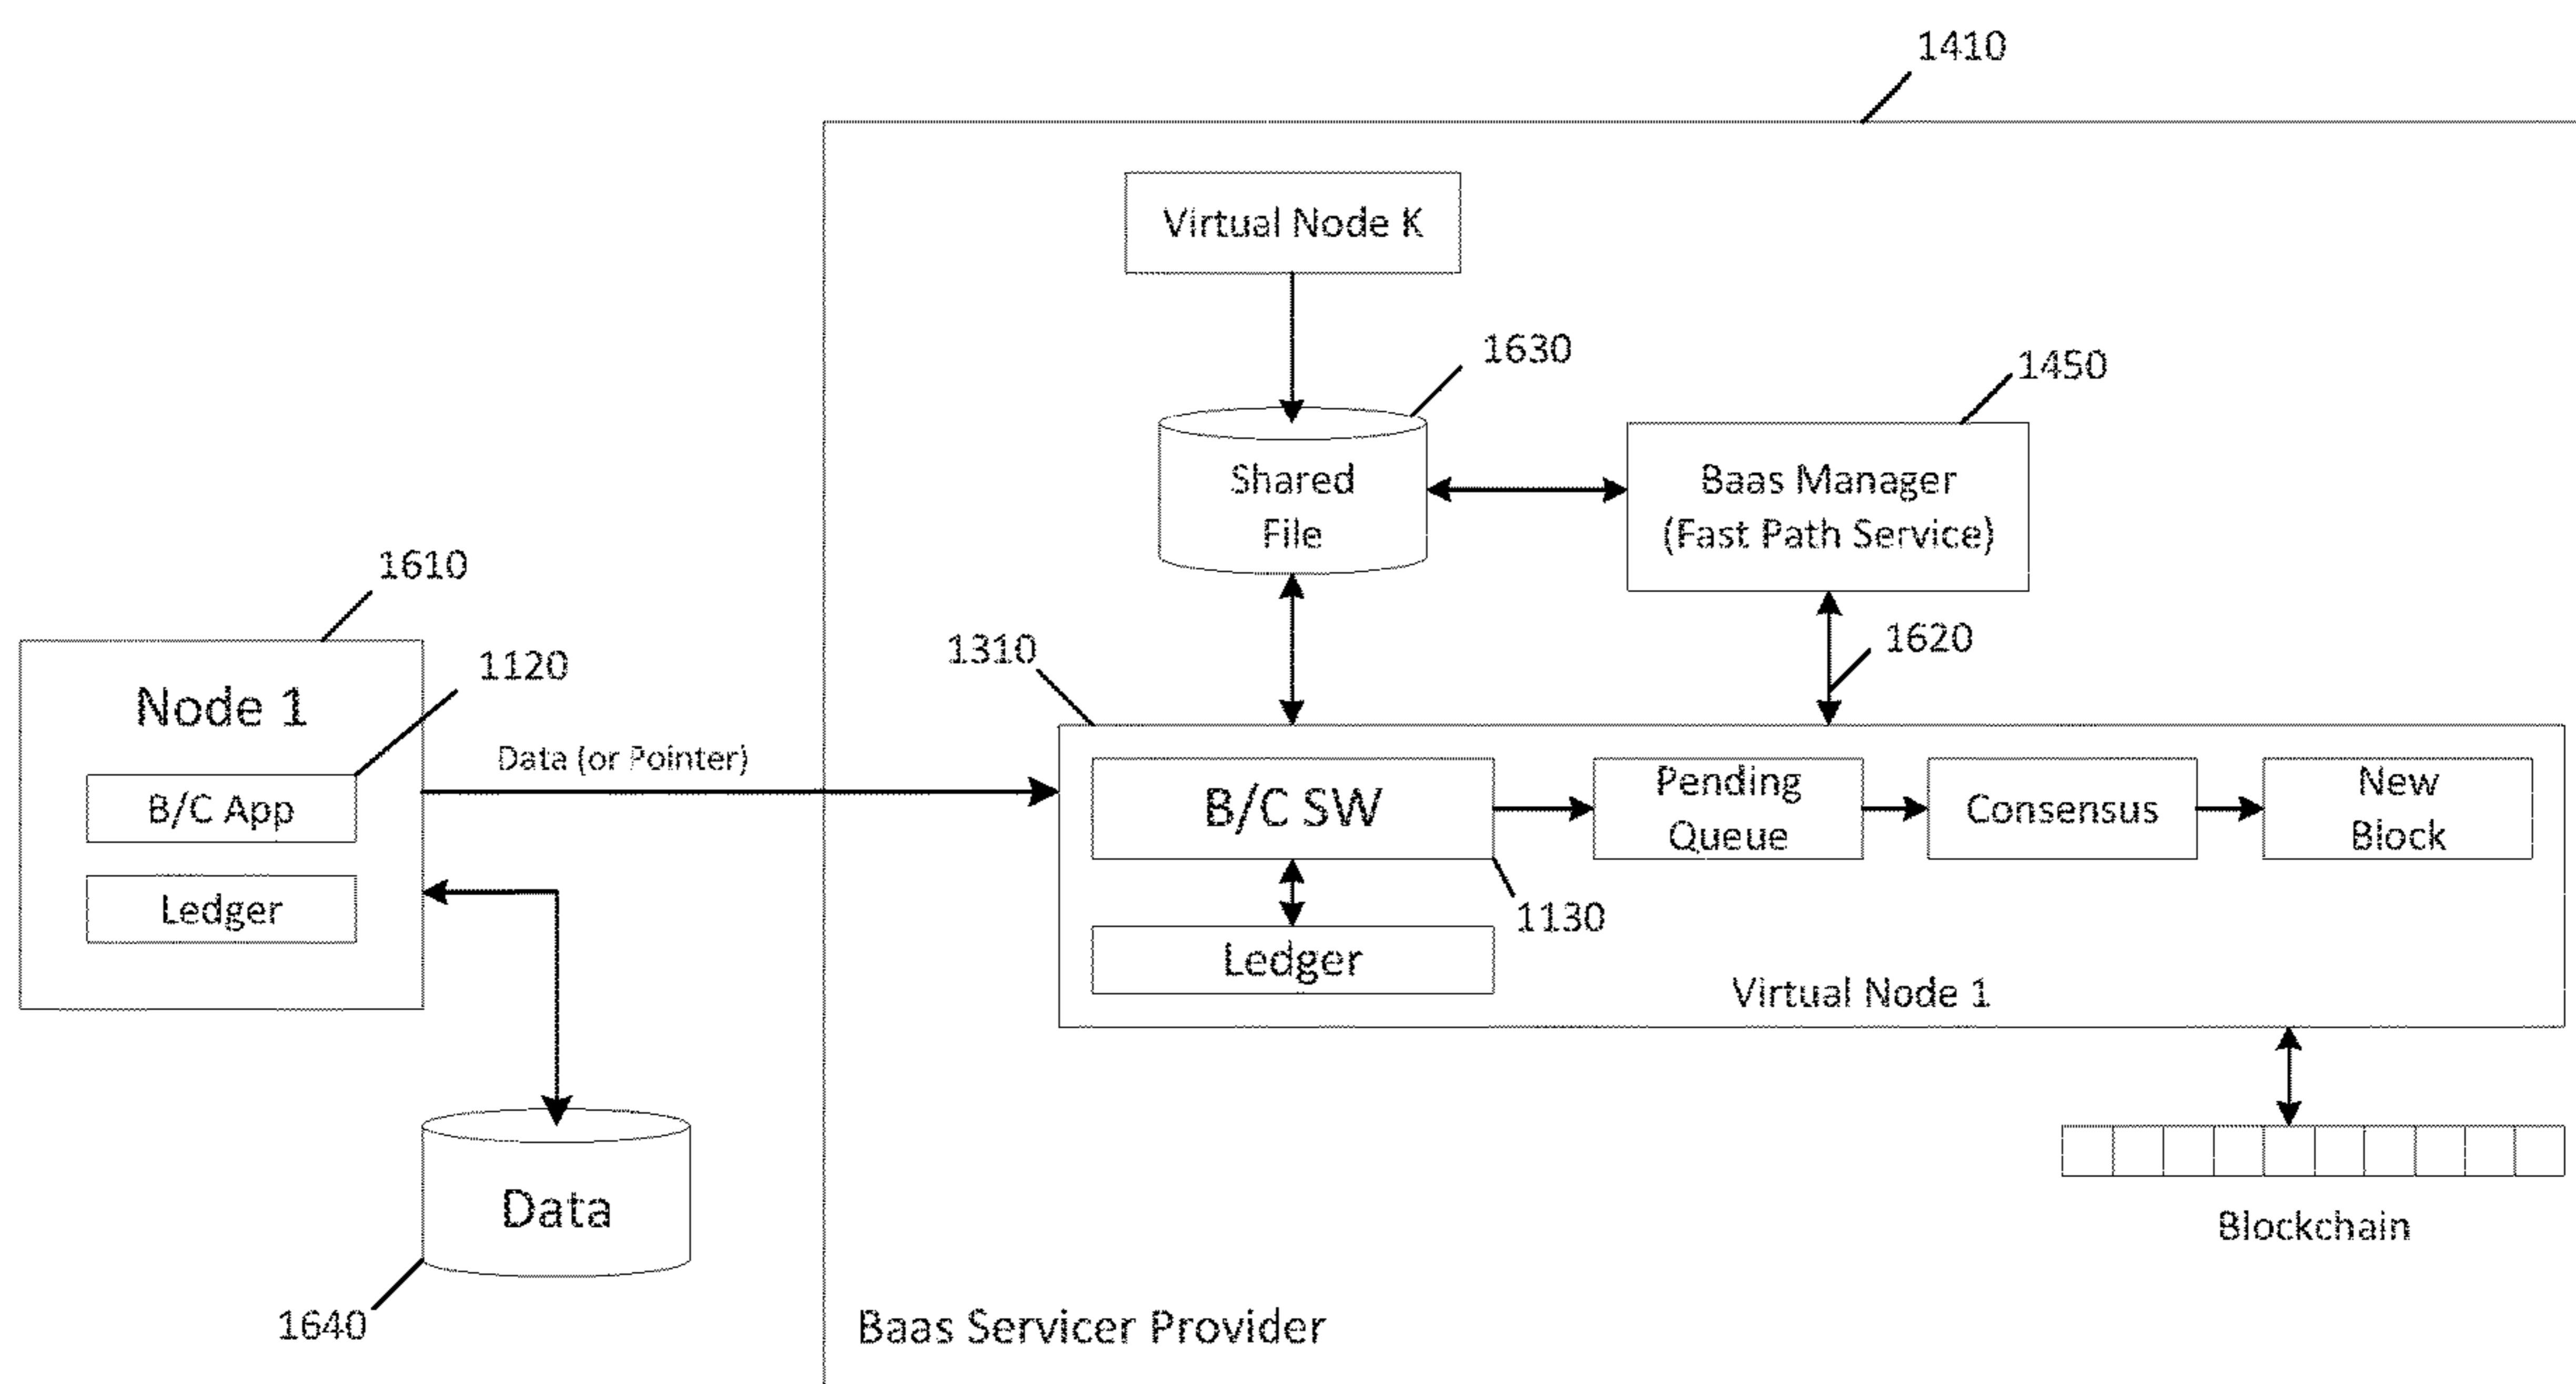 1410
Virtual Node K
1630
1450
Shared
File
Baas Manager
(Fast Path Service)
1610
1620
1310
1120
Node 1
Data (or Pointer)
B/C App
Ledger
B/C SW
Pending
Queue
Consensus
New
Block
1130
Ledger
Virtual Node 1
Data
Blockchain
1640
Baas Servicer Provider